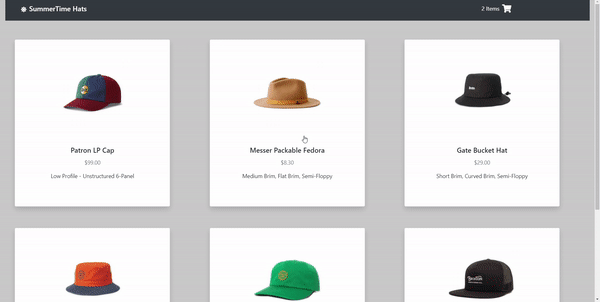 SummerTime Hats
2 Items
Patron LP Cap
$99.00
Low Profile - Unstructured 6-Panel
Messer Packable Fedora
$8.30
Medium Brim, Flat Brim, Semi-Floppy
Gate Bucket Hat
$29.00
Short Brim, Curved Brim, Semi-Floppy